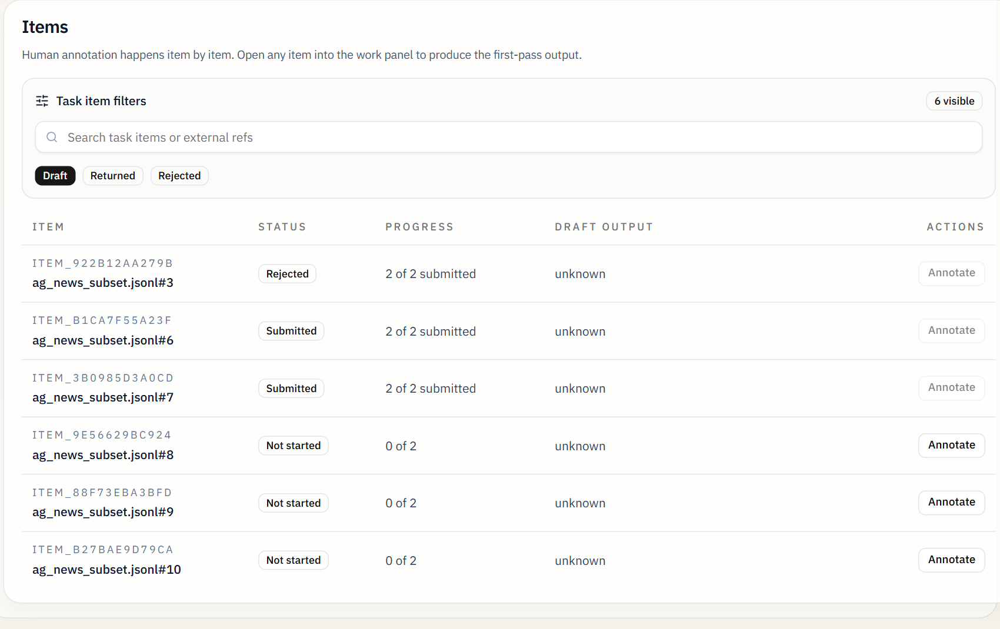 Items
Human annotation happens item by item. Open any item into the work panel to produce the first-pass output.
Task item filters
6 visible
Search task items or external refs
Draft
Returned
Rejected
ITEM STATUS PROGRESS DRAFT OUTPUT ACTIONS
ITEM_922B12AA279B
ag_news_subset.jsonl#3
Rejected
2 of 2 submitted
unknown
Annotate
ITEM_B1CA7F55A23F
ag_news_subset.jsonl#6
Submitted
2 of 2 submitted
unknown
Annotate
ITEM_3B0985D3A0CD
ag_news_subset.jsonl#7
Submitted
2 of 2 submitted
unknown
Annotate
ITEM_9E56629BC924
ag_news_subset.jsonl#8
Not started
0 of 2
unknown
Annotate
ITEM_88F73EBA3BFD
ag_news_subset.jsonl#9
Not started
0 of 2
unknown
Annotate
ITEM_B27BAE9D79CA
ag_news_subset.jsonl#10
Not started
0 of 2
unknown
Annotate